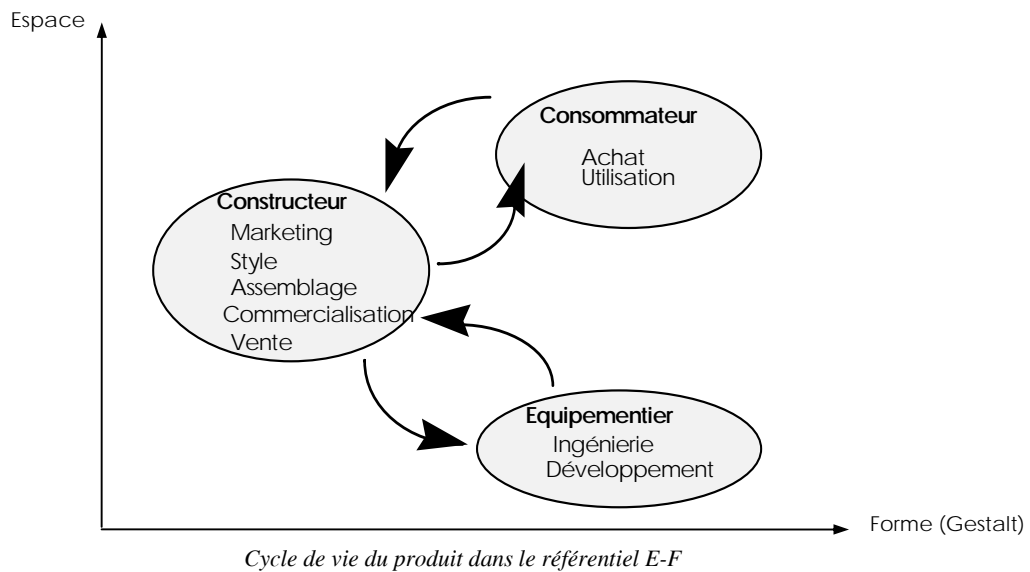 Espace
Consommateur
Achat
Utilisation
Constructeur
Marketing
Style
Assemblage
Commercialisation
Vente
Equipementier
Ingénierie
Développement
Forme (Gestalt)
Cycle de vie du produit dans le référentiel E-F